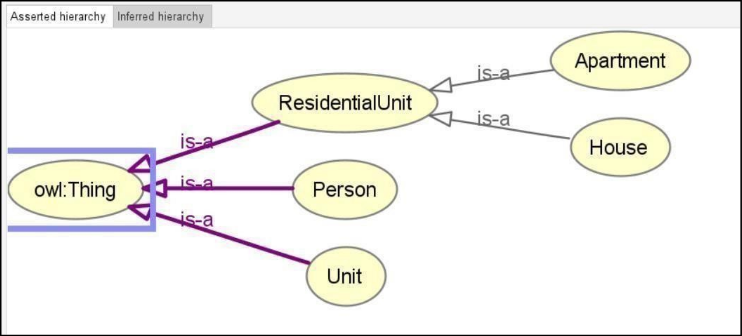 Asserted hierarchy Inferred hierarchy
Apartment
is-a
ResidentialUnit
is-a
House
is-a
owl:Thing
is-a
Person
is-a
Unit